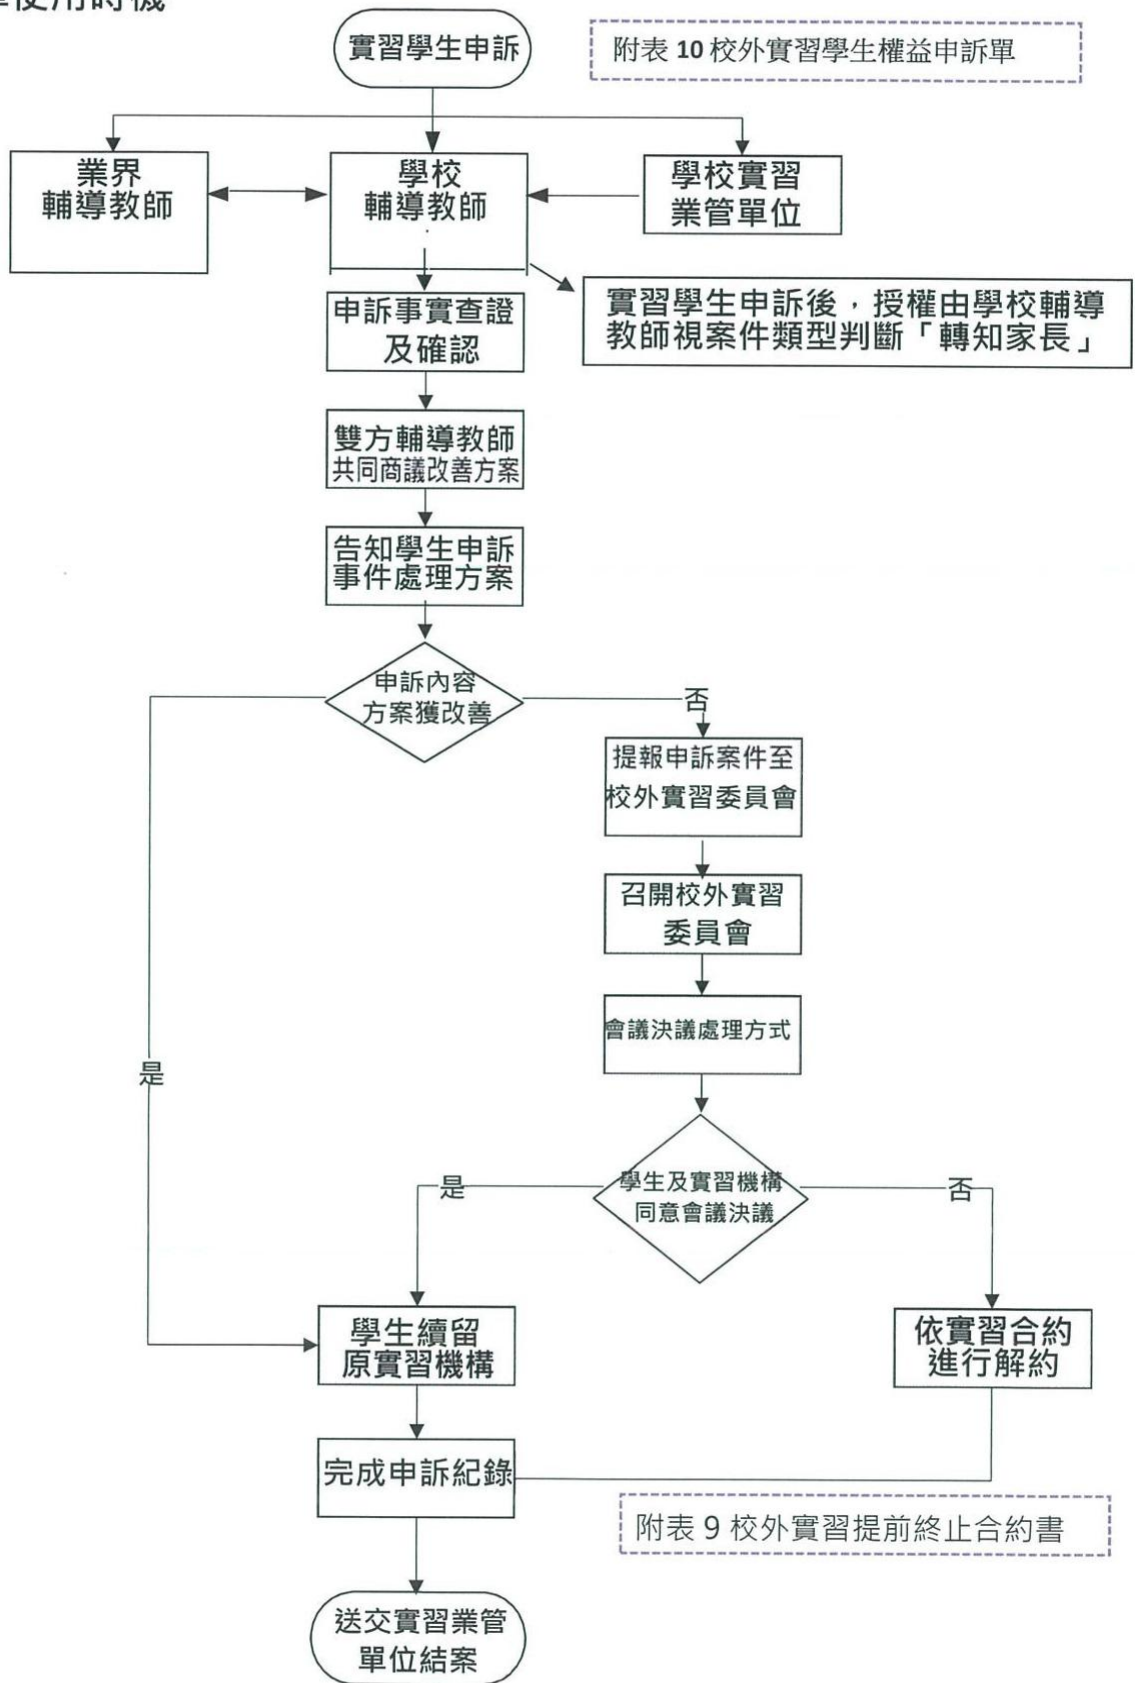 使用時機
實習學生申訴
附表 10 校外實習學生權益申訴單
業界
輔導教師
學校
輔導教師
學校實習
業管單位
實習學生申訴後，授權由學校輔導
教師視案件類型判斷「轉知家長」
申訴事實查證
及確認
雙方輔導教師
共同商議改善方案
告知學生申訴
事件處理方案
申訴內容
方案獲改善
否
提報申訴案件至
校外實習委員會
召開校外實習
委員會
會議決議處理方式
是
學生及實習機構
同意會議決議
是
否
學生續留
原實習機構
依實習合約
進行解約
完成申訴紀錄
附表 9 校外實習提前終止合約書
送交實習業管
單位結案